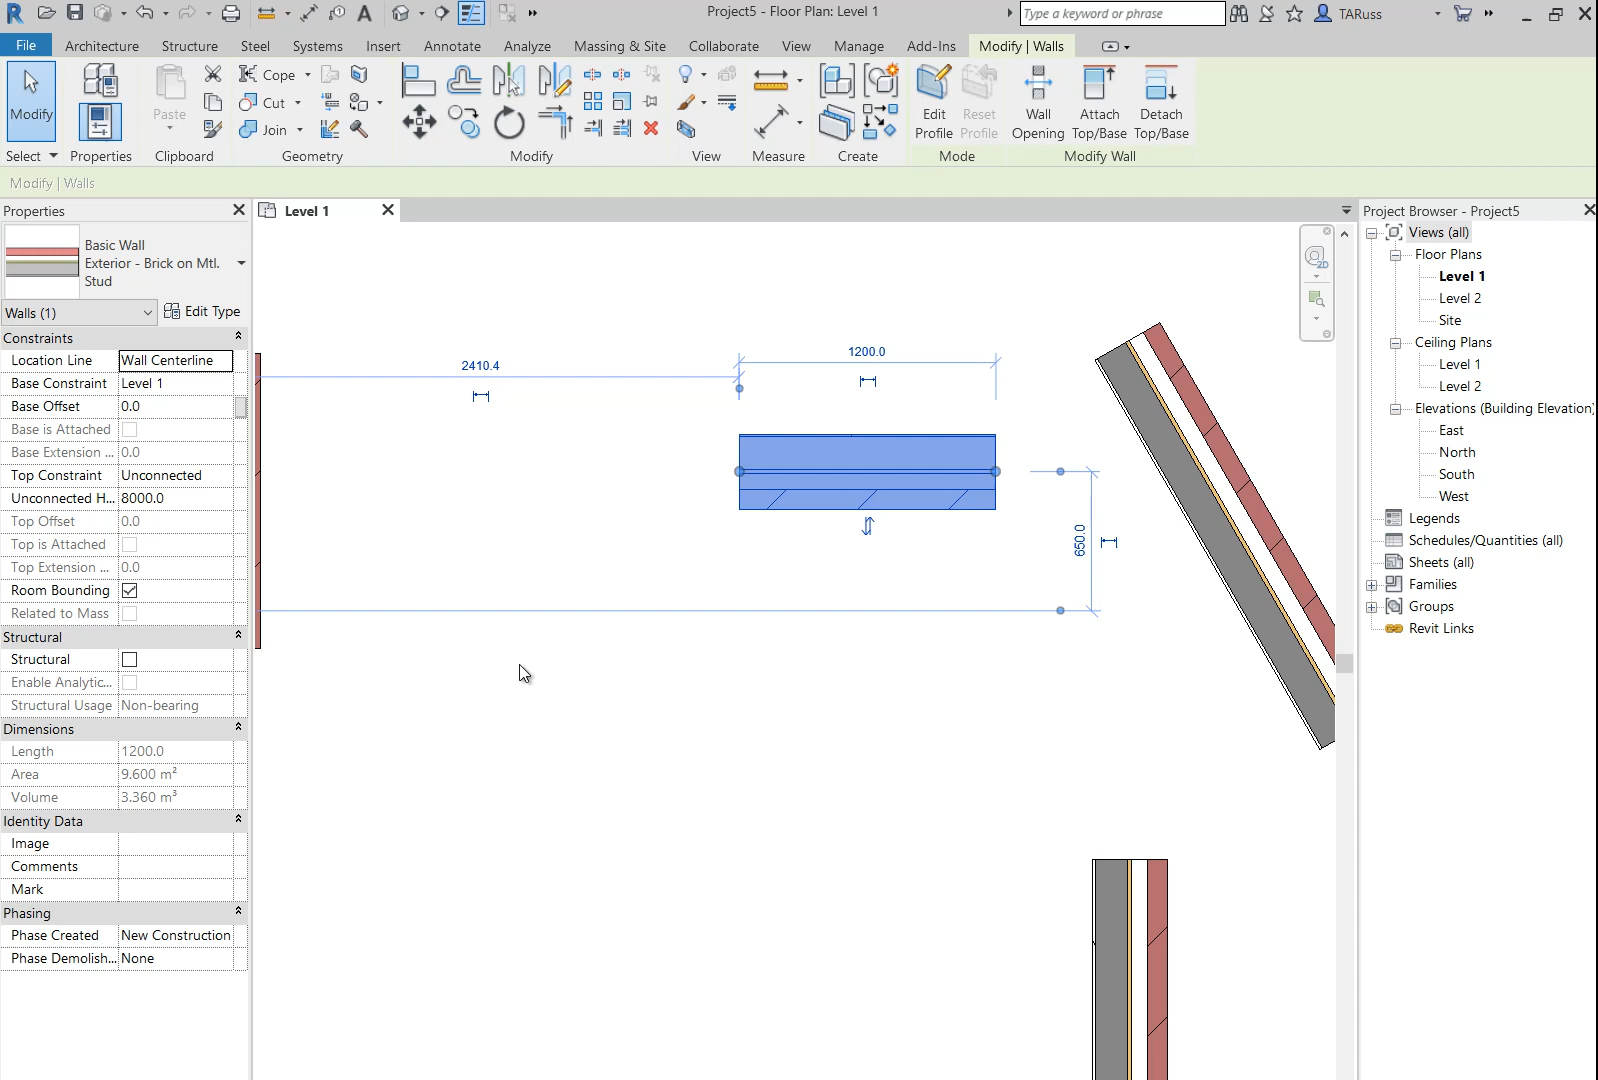 Project5 - Floor Plan: Level 1
Type a keyword or phrase
TARuss
File Architecture Structure Steel Systems Insert Annotate Analyze Massing & Site Collaborate View Manage Add-Ins Modify | Walls
Modify
Paste
Cope
Cut
Join
Edit Profile
Reset Profile
Wall Opening
Attach Top/Base
Detach Top/Base
Select Properties Clipboard Geometry Modify View Measure Create Mode Modify Wall
Modify | Walls
Properties
Basic Wall
Exterior - Brick on Mtl.
Stud
Walls (1) Edit Type
Constraints
Location Line Wall Centerline
Base Constraint Level 1
Base Offset 0.0
Base is Attached
Base Extension ... 0.0
Top Constraint Unconnected
Unconnected H... 8000.0
Top Offset 0.0
Top is Attached
Top Extension ... 0.0
Room Bounding
Related to Mass
Structural
Structural
Enable Analytic...
Structural Usage Non-bearing
Dimensions
Length 1200.0
Area 9.600 m²
Volume 3.360 m³
Identity Data
Image
Comments
Mark
Phasing
Phase Created New Construction
Phase Demolish... None
Level 1
2410.4
1200.0
650.0
2D
Project Browser - Project5
Views (all)
Floor Plans
Level 1
Level 2
Site
Ceiling Plans
Level 1
Level 2
Elevations (Building Elevation)
East
North
South
West
Legends
Schedules/Quantities (all)
Sheets (all)
Families
Groups
Revit Links